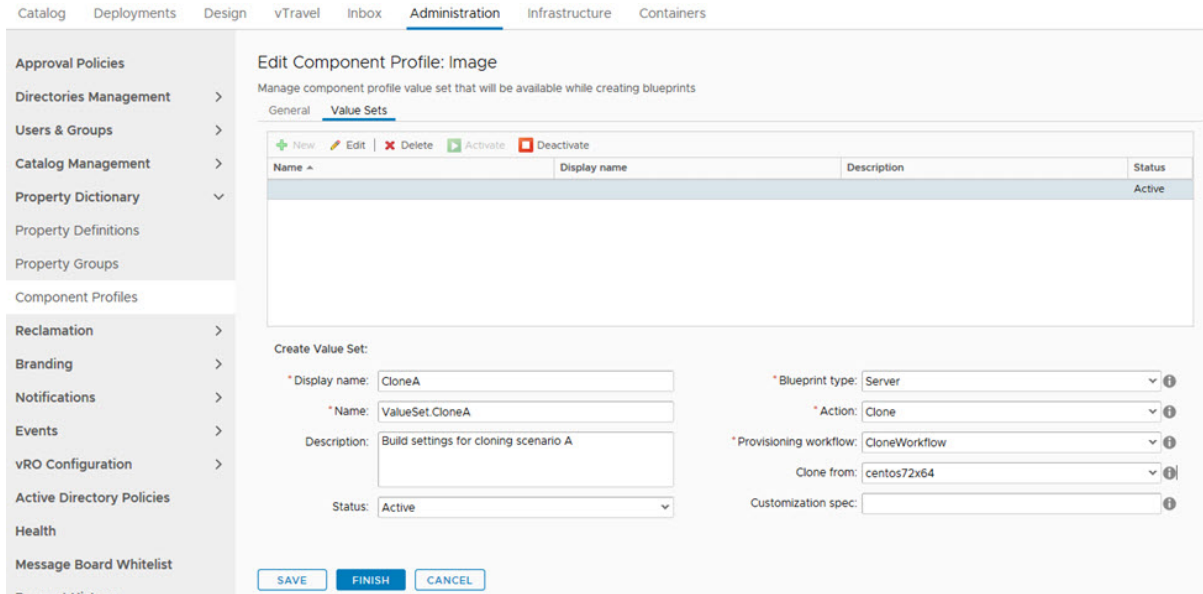 Catalog Deployments Design vTravel Inbox Administration Infrastructure Containers
Approval Policies
Directories Management
Users & Groups
Catalog Management
Property Dictionary
Property Definitions
Property Groups
Component Profiles
Reclamation
Branding
Notifications
Events
vRO Configuration
Active Directory Policies
Health
Message Board Whitelist
Edit Component Profile: Image
Manage component profile value set that will be available while creating blueprints
General Value Sets
New Edit Delete Activate Deactivate
Name Display name Description Status
Active
Create Value Set:
* Display name: CloneA
* Name: ValueSet.CloneA
Description: Build settings for cloning scenario A
Status: Active
* Blueprint type: Server
* Action: Clone
* Provisioning workflow: CloneWorkflow
Clone from: centos72x64
Customization spec:
SAVE FINISH CANCEL